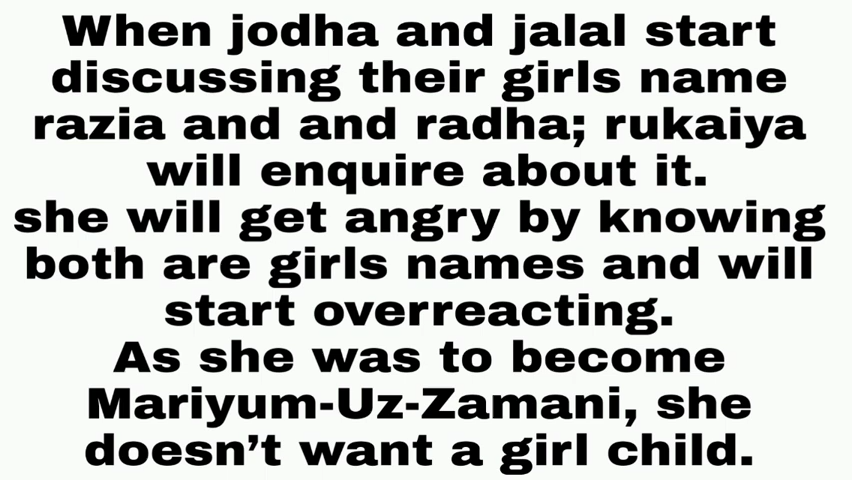 When jodha and jalal start
discussing their girls name
razia and and radha; rukaiya
will enquire about it.
she will get angry by knowing
both are girls names and will
start overreacting.
As she was to become
Mariyum-Uz-Zamani, she
doesn't want a girl child.